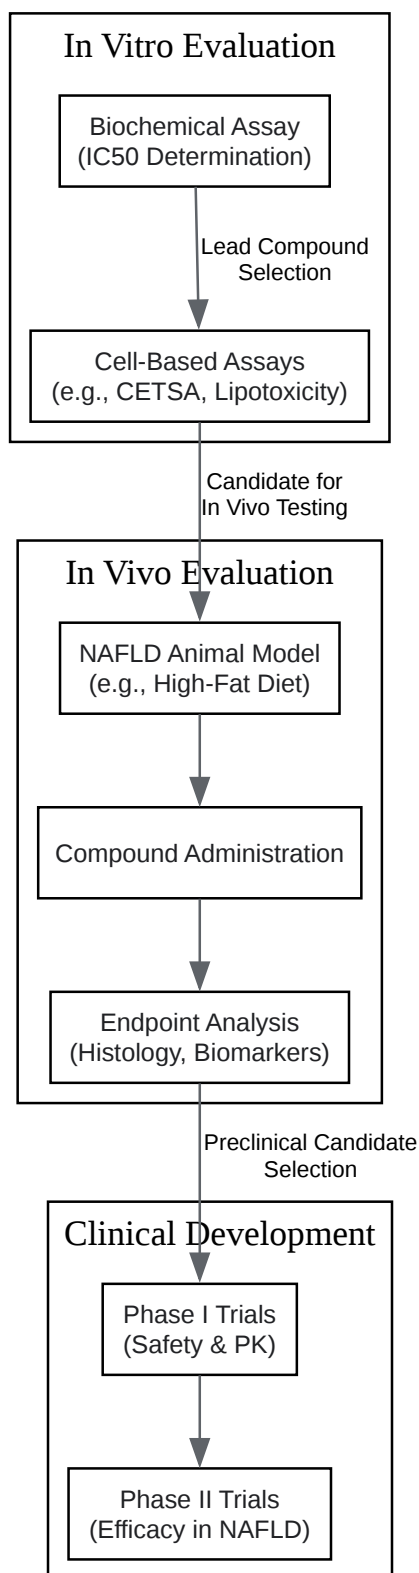 In Vitro Evaluation
Biochemical Assay
(IC50 Determination)
Lead Compound
Selection
Cell-Based Assays
(e.g., CETSA, Lipotoxicity)
Candidate for
In Vivo Testing
In Vivo Evaluation
NAFLD Animal Model
(e.g., High-Fat Diet)
Compound Administration
Endpoint Analysis
(Histology, Biomarkers)
Preclinical Candidate
Selection
Clinical Development
Phase I Trials
(Safety & PK)
Phase II Trials
(Efficacy in NAFLD)